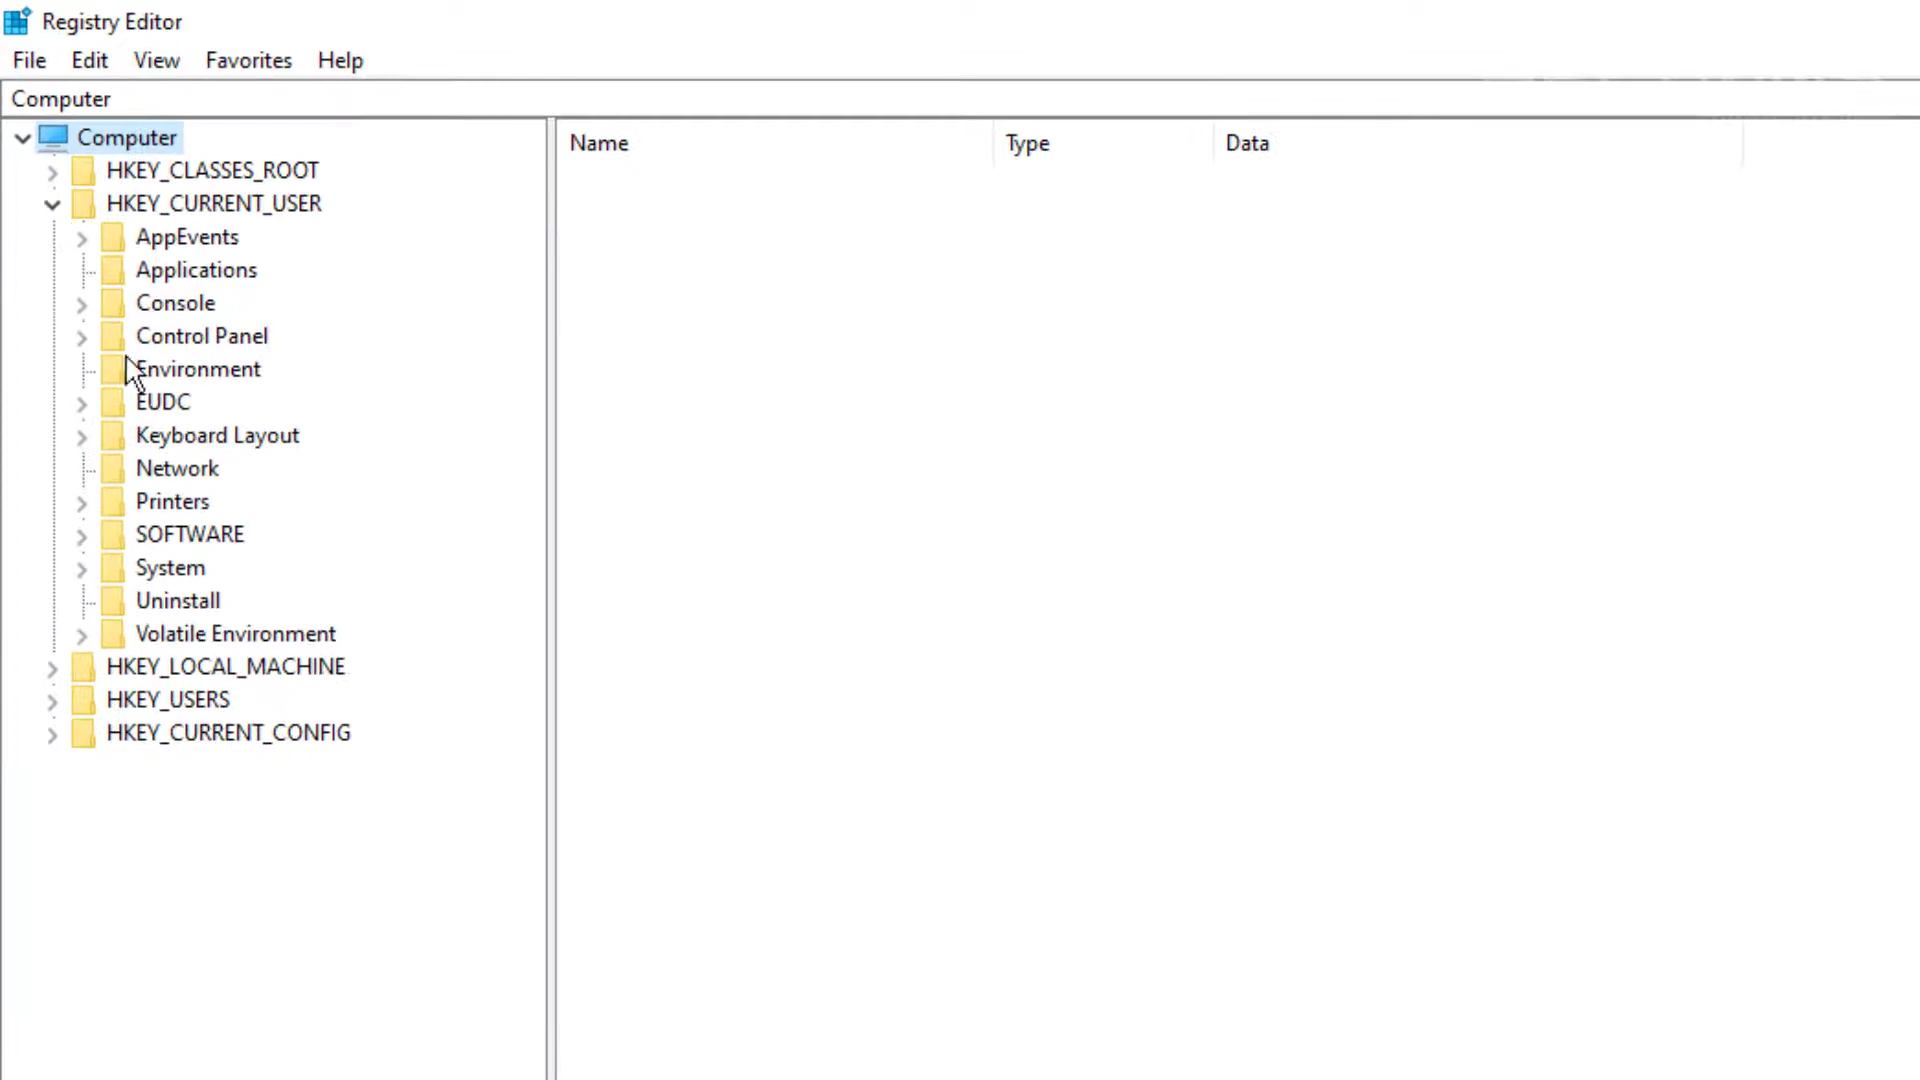 Registry Editor
File Edit View Favorites Help
Computer
Computer
HKEY_CLASSES_ROOT
HKEY_CURRENT_USER
AppEvents
Applications
Console
Control Panel
Environment
EUDC
Keyboard Layout
Network
Printers
SOFTWARE
System
Uninstall
Volatile Environment
HKEY_LOCAL_MACHINE
HKEY_USERS
HKEY_CURRENT_CONFIG
Name Type Data